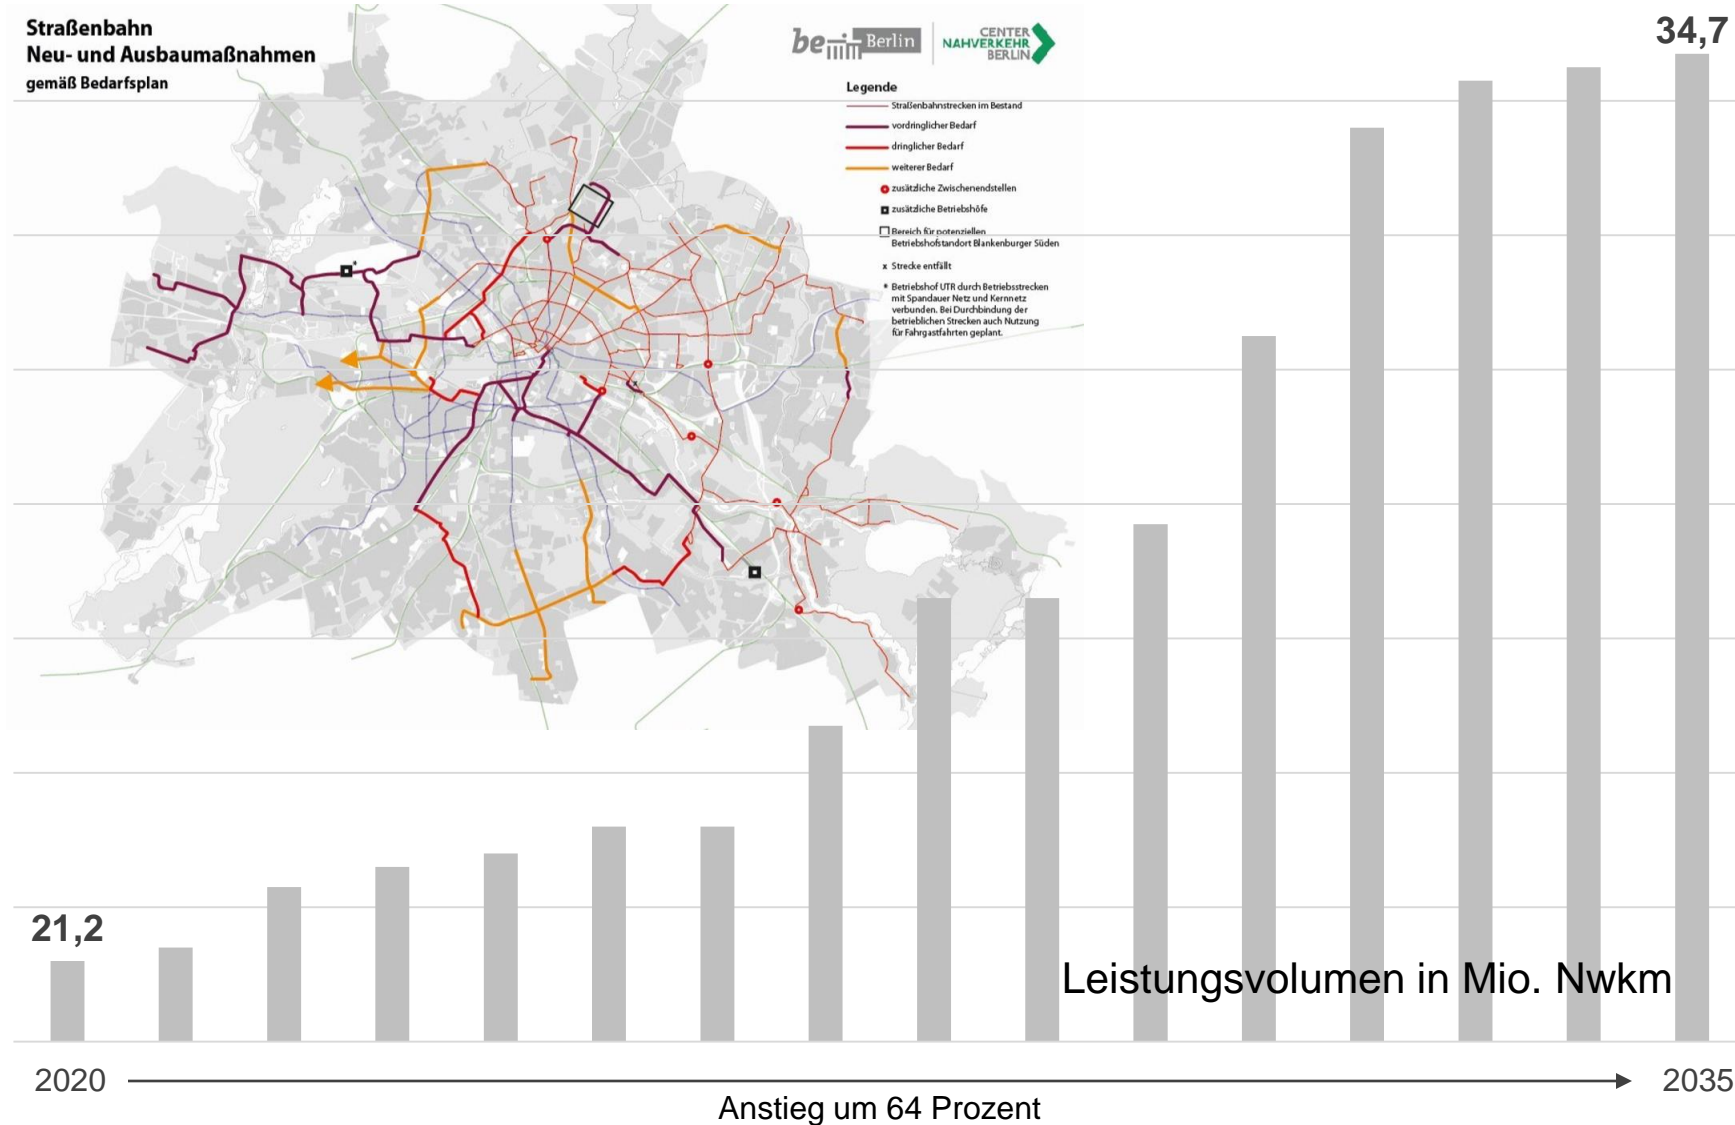 Straßenbahn
Neu- und Ausbaumaßnahmen
gemäß Bedarfsplan
be Berlin
CENTER
NAHVERKEHR
BERLIN
Legende
Straßenbahnstrecken im Bestand
vordringlicher Bedarf
dringlicher Bedarf
weiterer Bedarf
zusätzliche Zwischenendstellen
zusätzliche Betriebshöfe
Bereich für potenziellen
Betriebshofstandort Blankenburger Süden
x Strecke entfällt
* Betriebshof UTR durch Betriebsstrecken
mit Spandauer Netz und Kernnetz
verbunden. Bei Durchbindung der
betrieblichen Strecken auch Nutzung
für Fahrgastfahrten geplant.
34,7
21,2
Leistungsvolumen in Mio. Nwkm
2020
2035
Anstieg um 64 Prozent